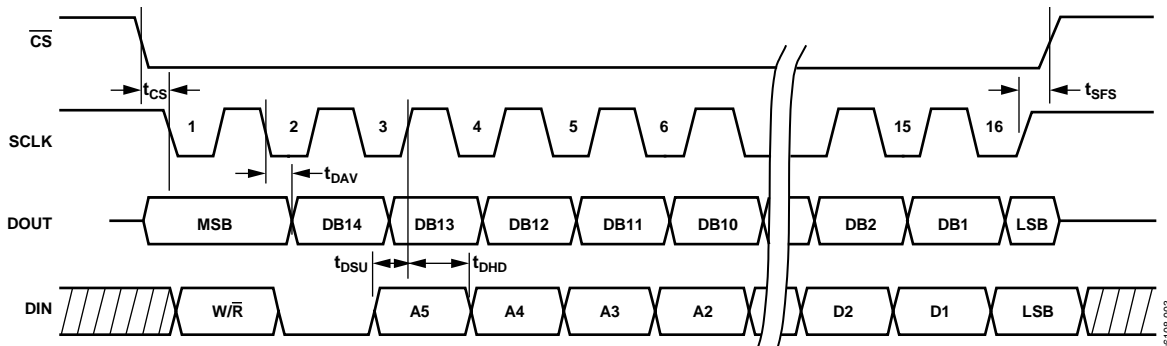 CS
tCS
tSFS
SCLK
1 2 3 4 5 6 15 16
tDAV
DOUT
MSB DB14 DB13 DB12 DB11 DB10 DB2 DB1 LSB
tDSU tDHD
DIN
W/R A5 A4 A3 A2 D2 D1 LSB